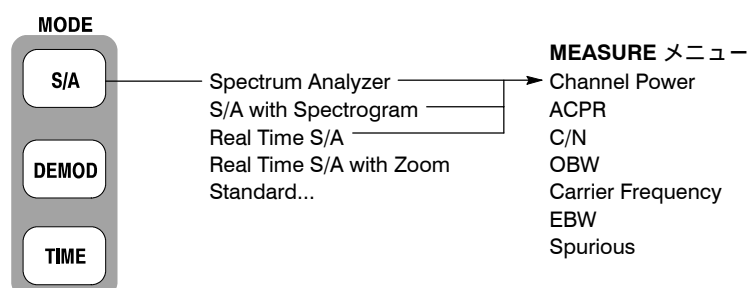 MODE
S/A
DEMOD
TIME
Spectrum Analyzer
S/A with Spectrogram
Real Time S/A
Real Time S/A with Zoom
Standard...
MEASURE メニュー
Channel Power
ACPR
C/N
OBW
Carrier Frequency
EBW
Spurious